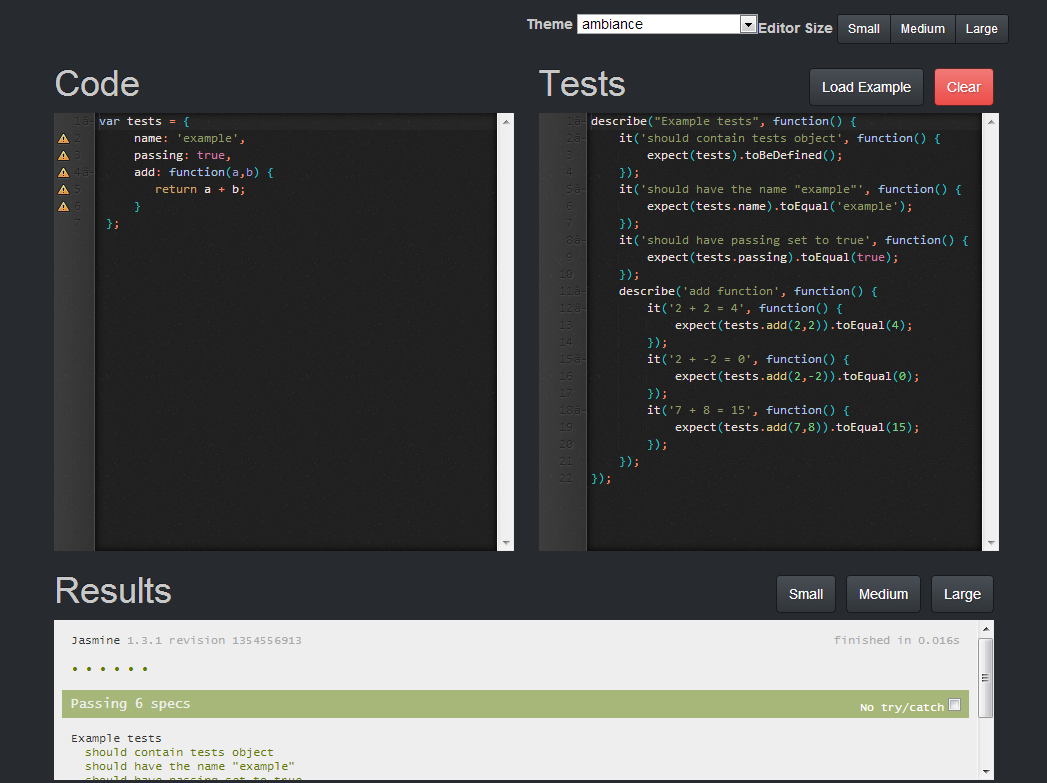 Theme ambiance Editor Size Small Medium Large
Code
1
2
3
4
5
6
7
var tests = {
name: 'example',
passing: true,
add: function(a,b) {
return a + b;
}
};
Tests Load Example Clear
1
2
3
4
5
6
7
8
9
10
11
12
13
14
15
16
17
18
19
20
21
22
describe("Example tests", function() {
it('should contain tests object', function() {
expect(tests).toBeDefined();
});
it('should have the name "example"', function() {
expect(tests.name).toEqual('example');
});
it('should have passing set to true', function() {
expect(tests.passing).toEqual(true);
});
describe('add function', function() {
it('2 + 2 = 4', function() {
expect(tests.add(2,2)).toEqual(4);
});
it('2 + -2 = 0', function() {
expect(tests.add(2,-2)).toEqual(0);
});
it('7 + 8 = 15', function() {
expect(tests.add(7,8)).toEqual(15);
});
});
});
Results Small Medium Large
Jasmine 1.3.1 revision 1354556913 finished in 0.016s
• • • • • •
Passing 6 specs No try/catch
Example tests
should contain tests object
should have the name "example"
should have passing set to true